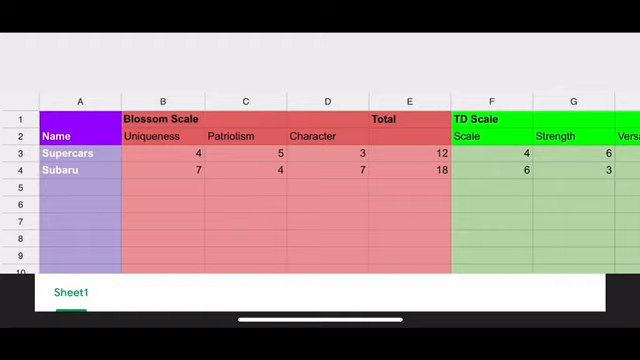 A B C D E F G
1 Blossom Scale Total TD Scale
2 Name Uniqueness Patriotism Character Scale Strength
3 Supercars 4 5 3 12 4 6
4 Subaru 7 4 7 18 6 3
5
6
7
8
9
10
Sheet1